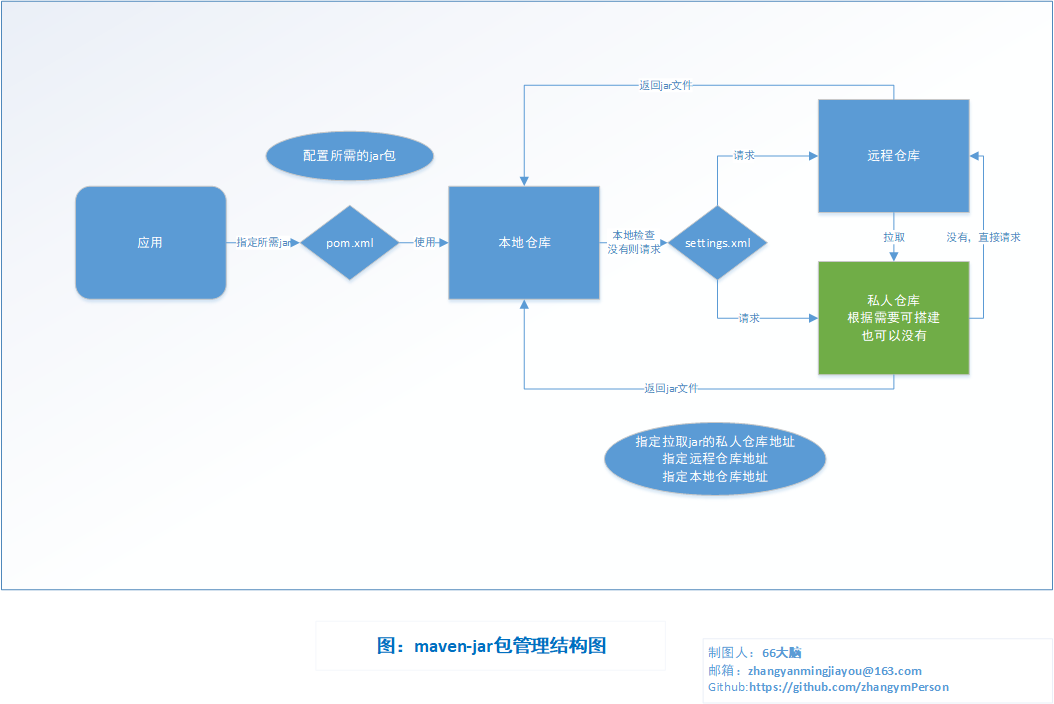 返回jar文件
配置所需的jar包
请求
远程仓库
应用
指定所需jar
pom.xml
使用
本地仓库
本地检查
没有则请求
settings.xml
拉取
没有，直接请求
请求
私人仓库
根据需要可搭建
也可以没有
返回jar文件
指定拉取jar的私人仓库地址
指定远程仓库地址
指定本地仓库地址
图：maven-jar包管理结构图
制图人：66大脑
邮箱：zhangyanmingjiayou@163.com
Github:https://github.com/zhangymPerson